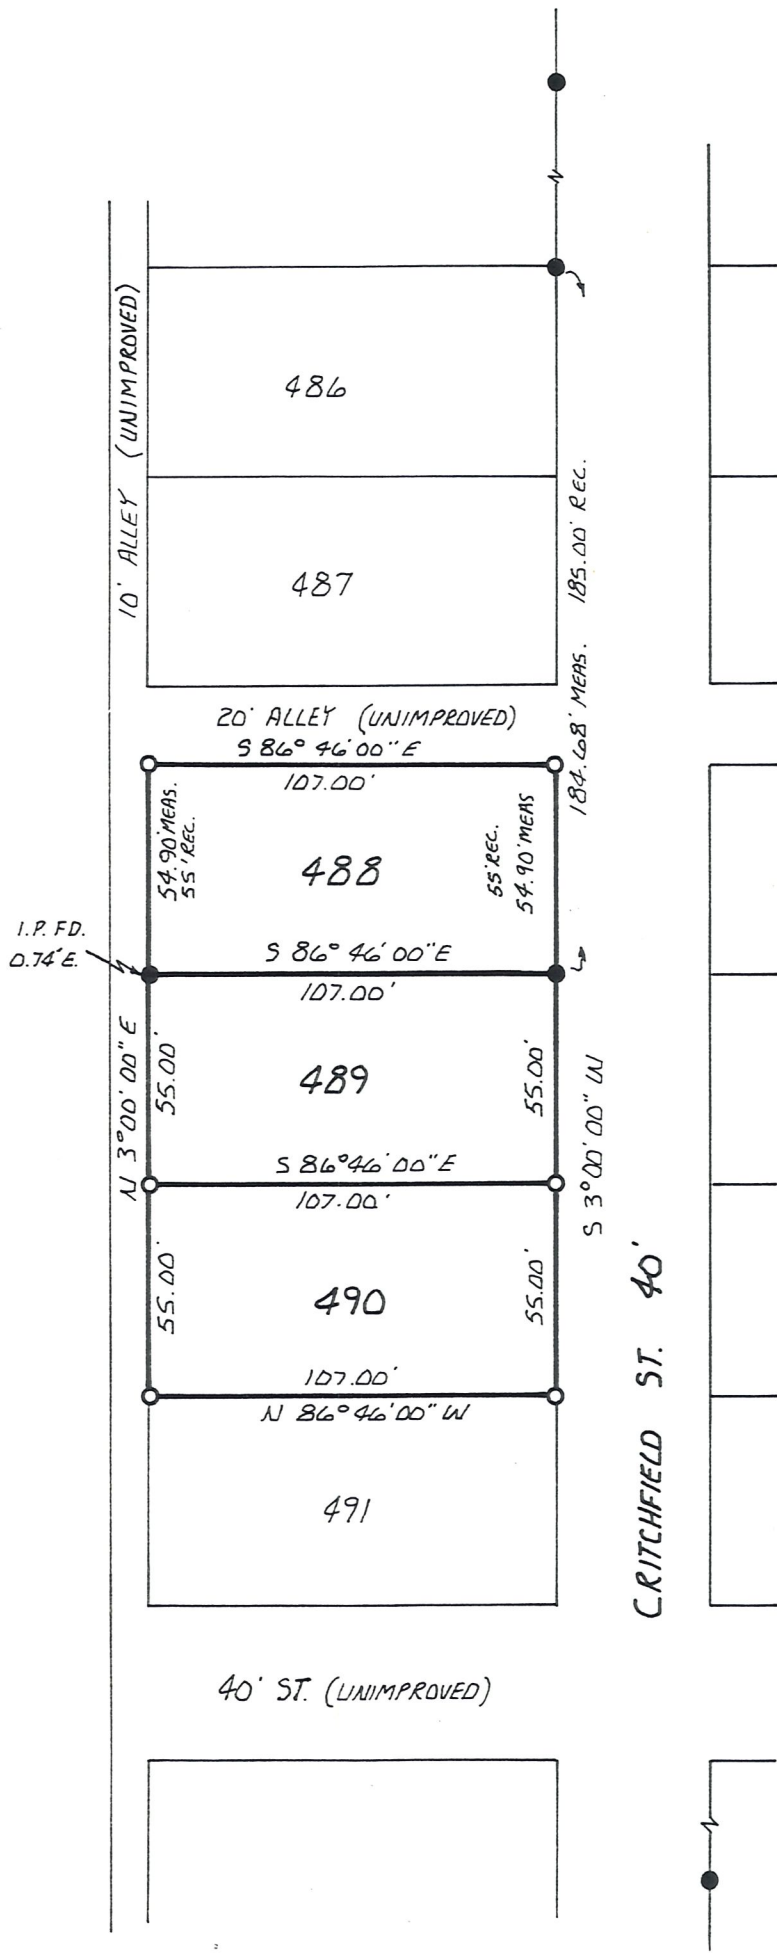 10' ALLEY (UNIMPROVED)
486
487
184.68' MEAS. 185.00' REC.
20' ALLEY (UNIMPROVED)
S 86° 46' 00" E
107.00'
54.90' MEAS.
55' REC.
488
55' REC.
54.90' MEAS
I.P. FD.
0.74' E.
S 86° 46' 00" E
107.00'
N 3° 00' 00" E
55.00'
489
55.00'
S 3° 00' 00" W
S 86° 46' 00" E
107.00'
55.00'
490
55.00'
107.00'
N 86° 46' 00" W
CRITCHFIELD ST. 40'
491
40' ST. (UNIMPROVED)